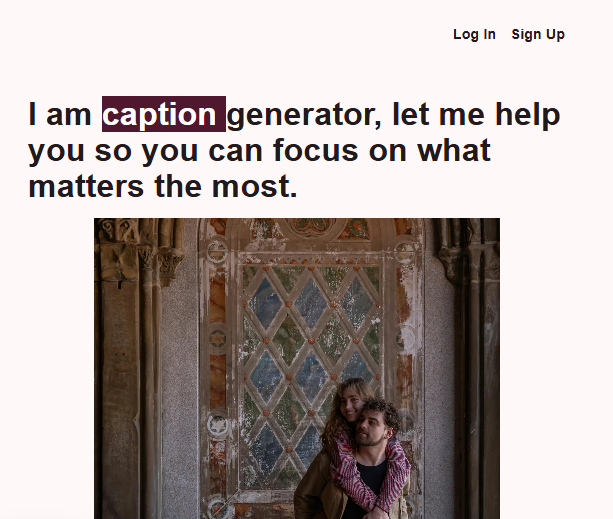 Log In Sign Up
I am caption generator, let me help
you so you can focus on what
matters the most.